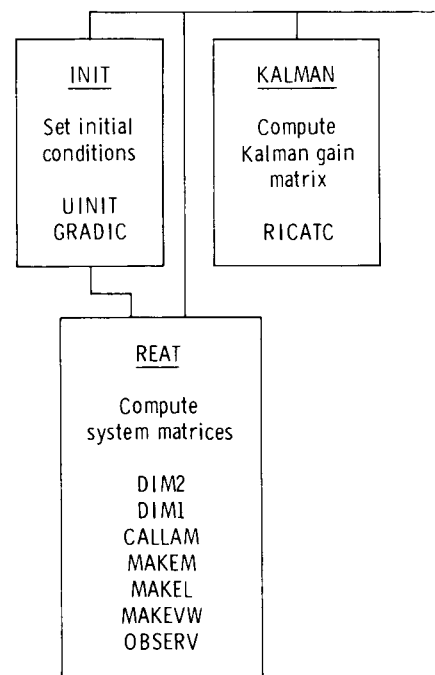 INIT
Set initial
conditions
UINIT
GRADIC
KALMAN
Compute
Kalman gain
matrix
RICATC
REAT
Compute
system matrices
DIM2
DIM1
CALLAM
MAKEM
MAKEL
MAKEVW
OBSERV